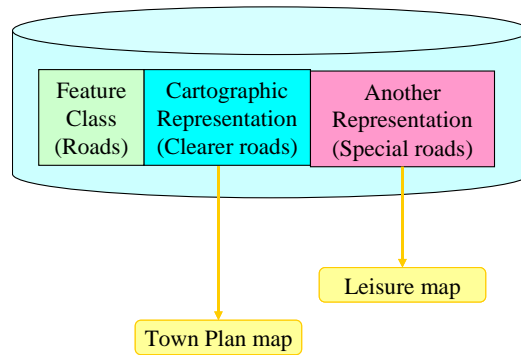 Feature
Class
(Roads)
Cartographic
Representation
(Clearer roads)
Another
Representation
(Special roads)
Leisure map
Town Plan map